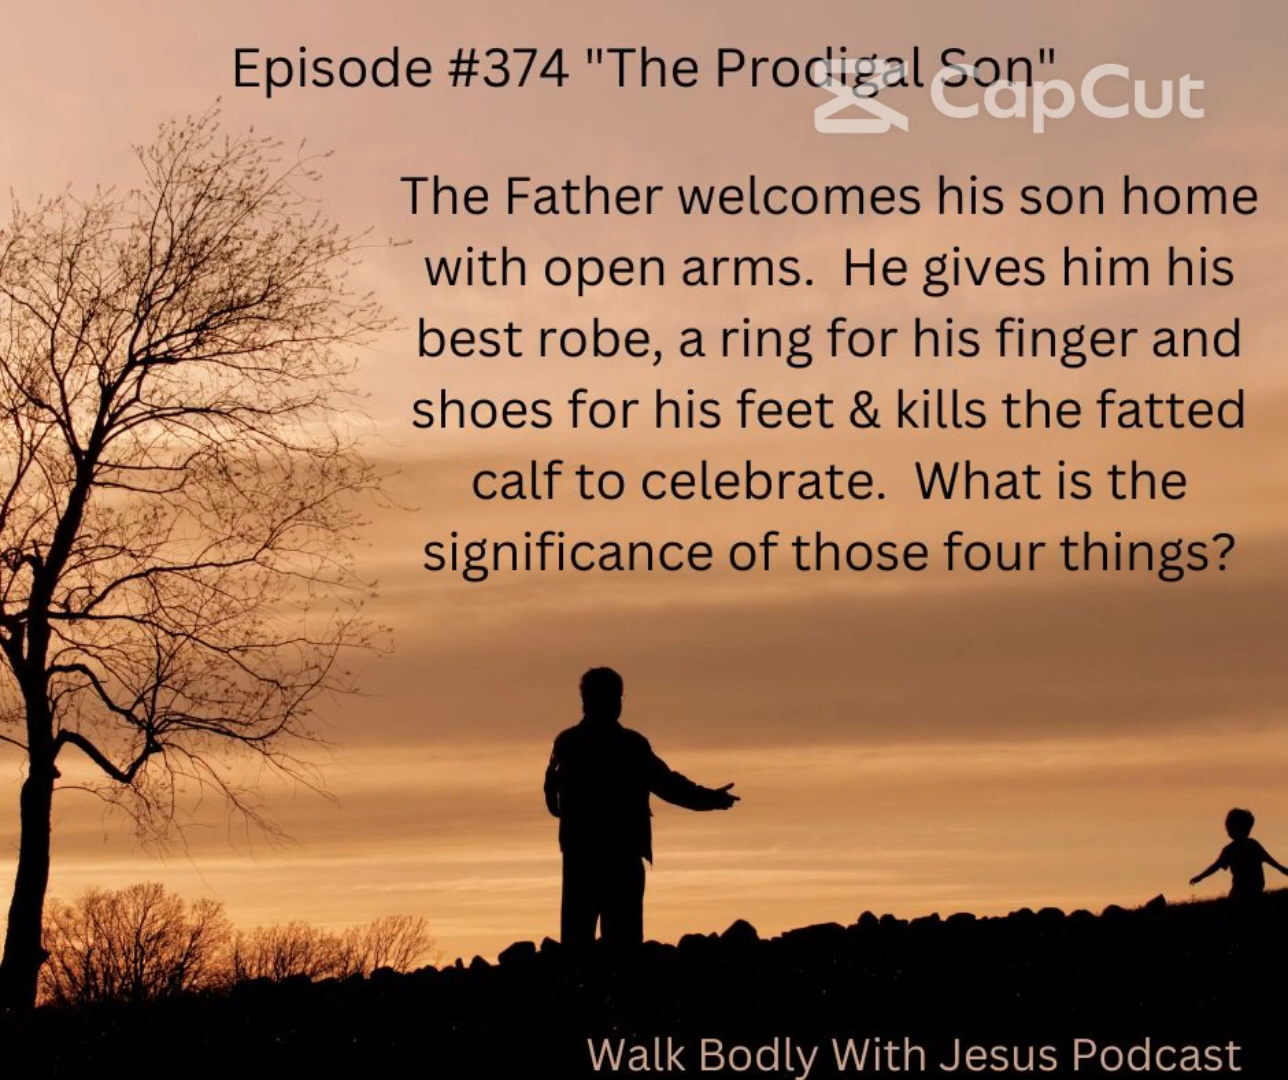 Episode #374 "The Prodigal Son"
CapCut
The Father welcomes his son home
with open arms.  He gives him his
best robe, a ring for his finger and
shoes for his feet & kills the fatted
calf to celebrate.  What is the
significance of those four things?
Walk Bodly With Jesus Podcast